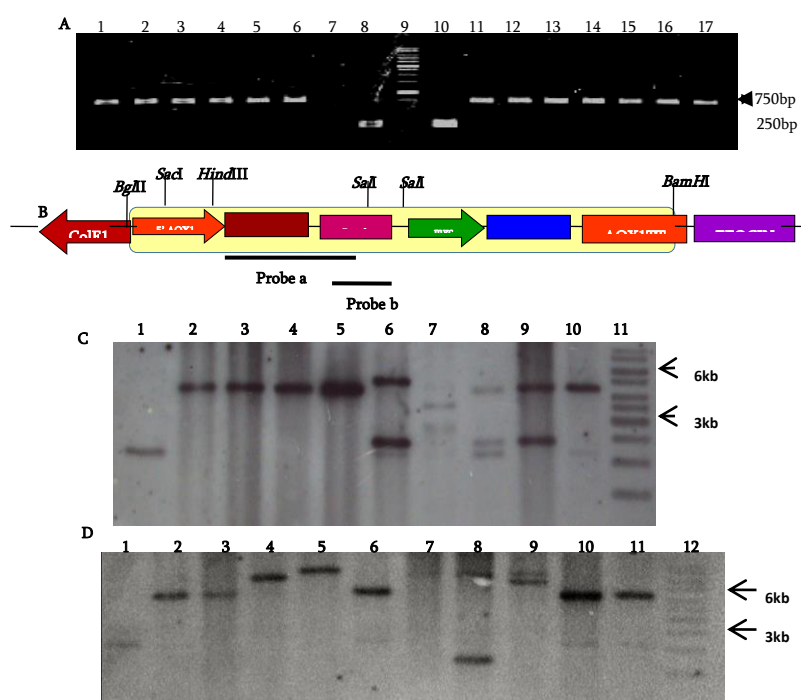 A
1 2 3 4 5 6 7 8 9 10 11 12 13 14 15 16 17
750bp
250bp
BglII SacI HindIII SalI SalI BamHI
B
Probe a
Probe b
C
1 2 3 4 5 6 7 8 9 10 11
6kb
3kb
D
1 2 3 4 5 6 7 8 9 10 11 12
6kb
3kb